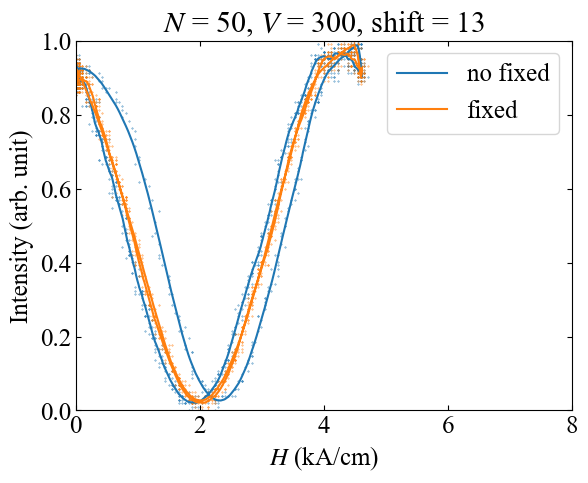 N = 50, V = 300, shift = 13
Intensity (arb. unit)
1.0
0.8
0.6
0.4
0.2
0.0
no fixed
fixed
0 2 4 6 8
H (kA/cm)